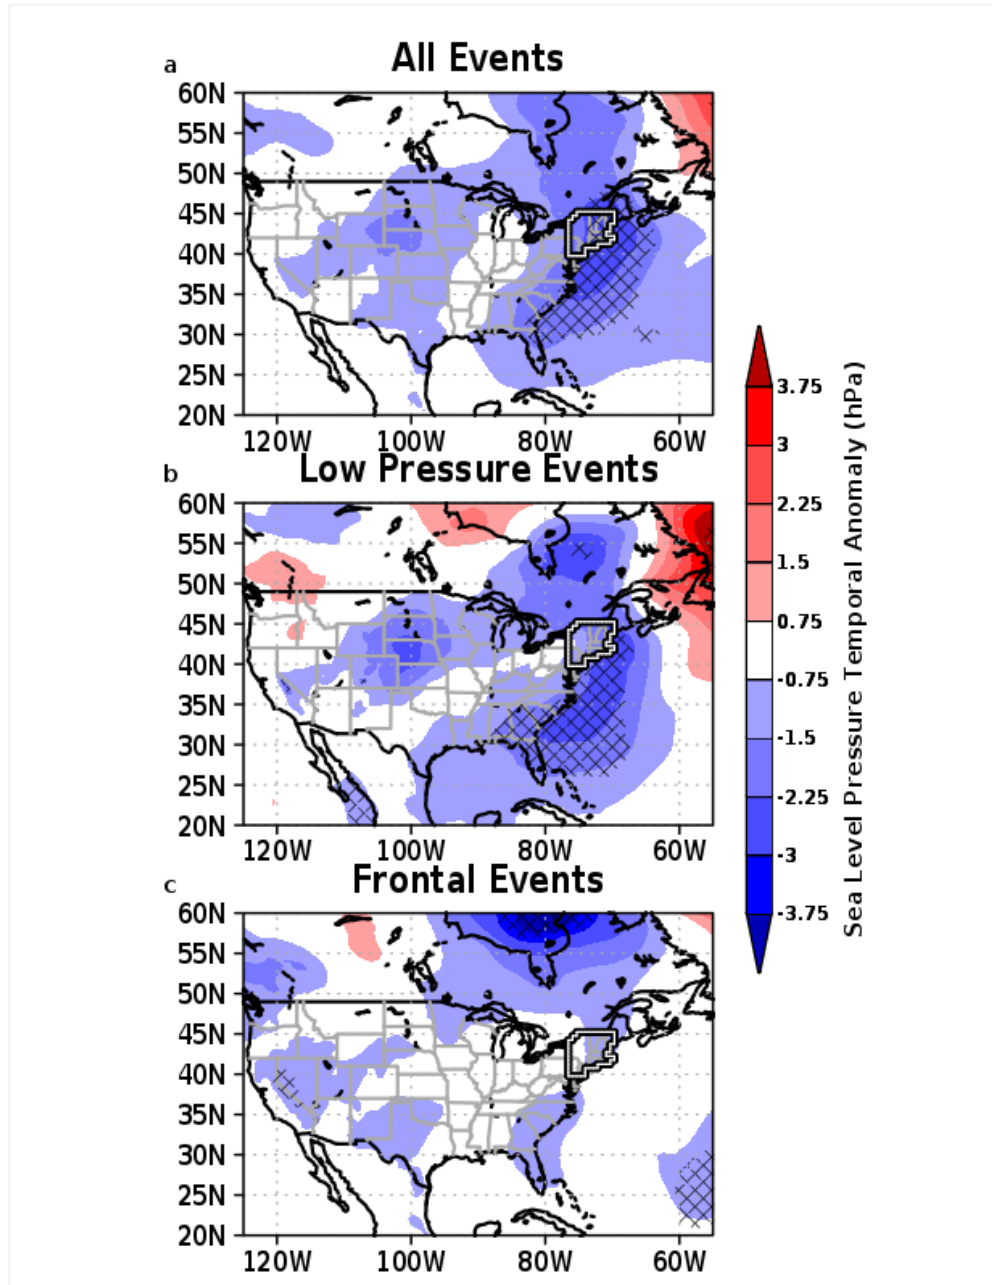 a
All Events
60N
55N
50N
45N
40N
35N
30N
25N
20N
120W 100W 80W 60W
b
Low Pressure Events
60N
55N
50N
45N
40N
35N
30N
25N
20N
120W 100W 80W 60W
c
Frontal Events
60N
55N
50N
45N
40N
35N
30N
25N
20N
120W 100W 80W 60W
3.75
3
2.25
1.5
0.75
-0.75
-1.5
-2.25
-3
-3.75
Sea Level Pressure Temporal Anomaly (hPa)